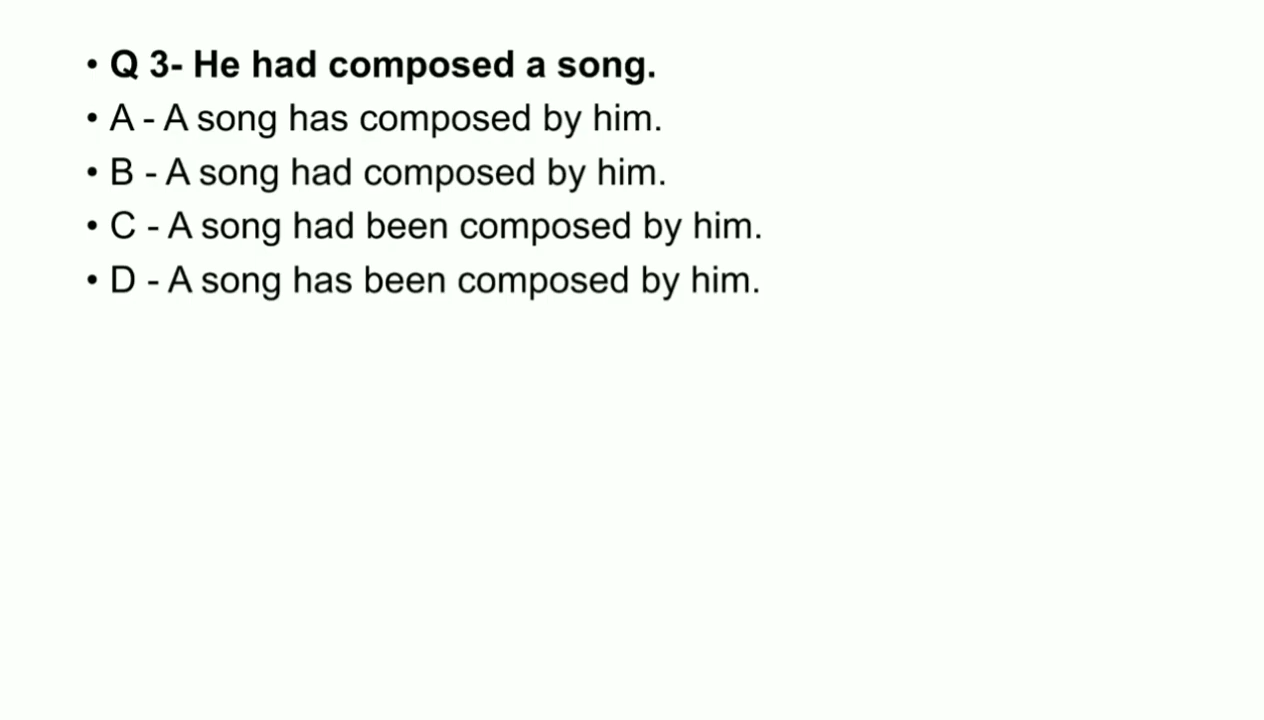 • Q 3- He had composed a song.
• A - A song has composed by him.
• B - A song had composed by him.
• C - A song had been composed by him.
• D - A song has been composed by him.